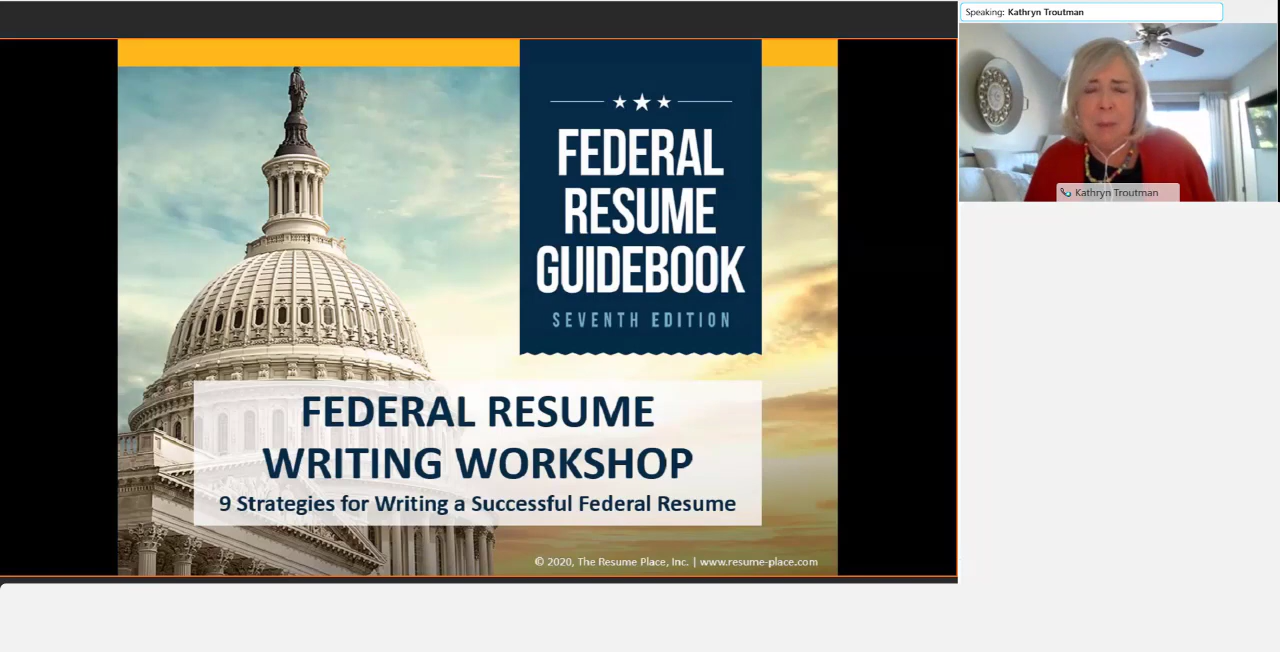 Speaking: Kathryn Troutman
FEDERAL
RESUME
GUIDEBOOK
SEVENTH EDITION
FEDERAL RESUME
WRITING WORKSHOP
9 Strategies for Writing a Successful Federal Resume
© 2020, The Resume Place, Inc. | www.resume-place.com
Kathryn Troutman